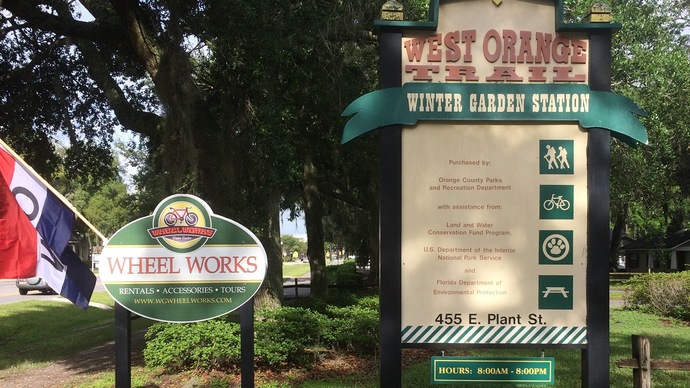 WEST ORANGE
TRAIL
WINTER GARDEN STATION
Purchased by:
Orange County Parks
and Recreation Department
with assistance from:
Land and Water
Conservation Fund Program,
U.S. Department of the Interior
National Park Service
and
Florida Department of
Environmental Protection
455 E. Plant St.
HOURS: 8:00AM - 8:00PM
WHEELWORKS
WHEEL WORKS
RENTALS • ACCESSORIES • TOURS
WWW.WGWHEELWORKS.COM